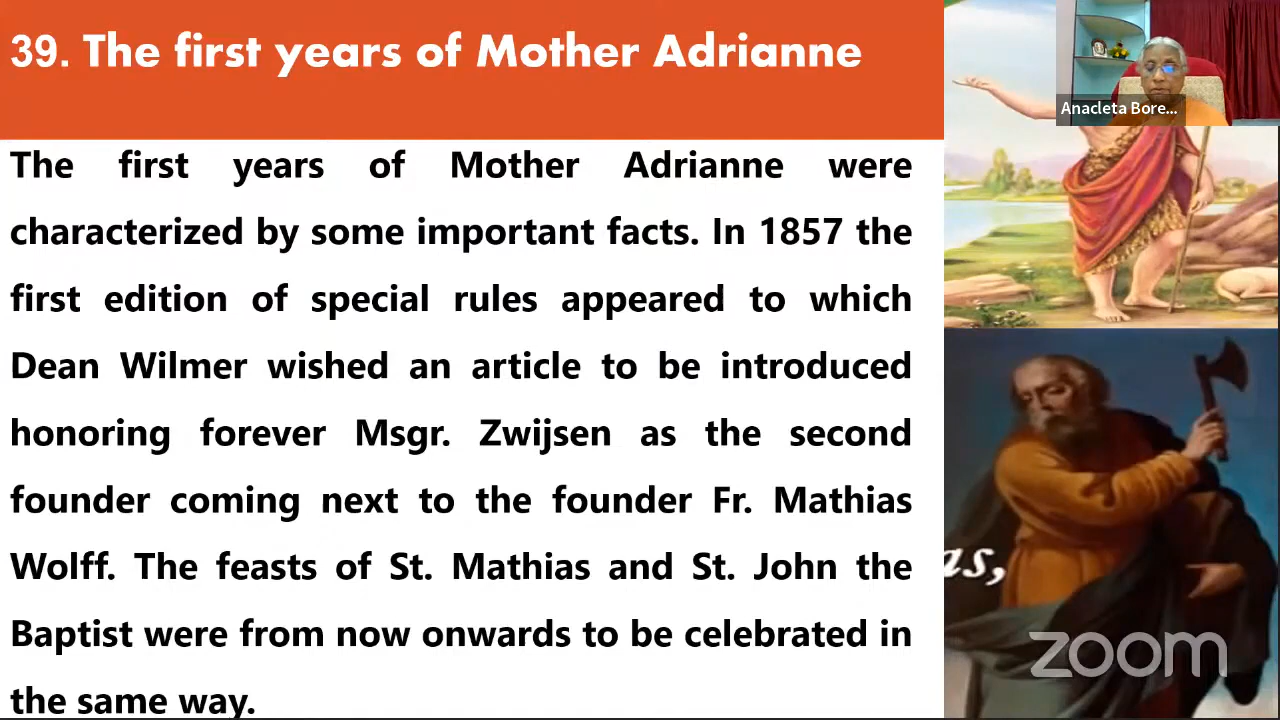 39. The first years of Mother Adrianne
Anacleta Bore...
The first years of Mother Adrianne were
characterized by some important facts. In 1857 the
first edition of special rules appeared to which
Dean Wilmer wished an article to be introduced
honoring forever Msgr. Zwijsen as the second
founder coming next to the founder Fr. Mathias
Wolff. The feasts of St. Mathias and St. John the
Baptist were from now onwards to be celebrated in
the same way.
as,
zoom